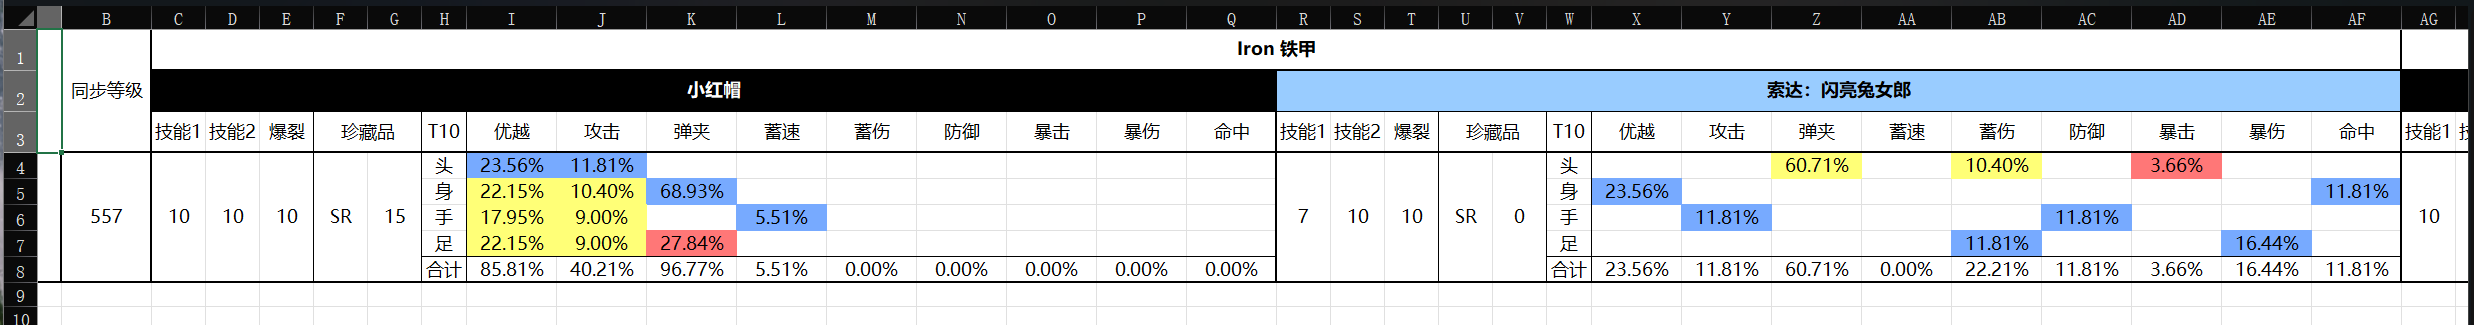 B C D E F G H I J K L M N O P Q R S T U V W X Y Z AA AB AC AD AE AF AG
1 Iron 铁甲
2 同步等级 小红帽 索达：闪亮兔女郎
3 技能1 技能2 爆裂 珍藏品 T10 优越 攻击 弹夹 蓄速 蓄伤 防御 暴击 暴伤 命中 技能1 技能2 爆裂 珍藏品 T10 优越 攻击 弹夹 蓄速 蓄伤 防御 暴击 暴伤 命中 技能1
4 头 23.56% 11.81% 头 60.71% 10.40% 3.66%
5 身 22.15% 10.40% 68.93% 身 23.56% 11.81%
6 557 10 10 10 SR 15 手 17.95% 9.00% 5.51% 7 10 10 SR 0 手 11.81% 11.81% 10
7 足 22.15% 9.00% 27.84% 足 11.81% 16.44%
8 合计 85.81% 40.21% 96.77% 5.51% 0.00% 0.00% 0.00% 0.00% 0.00% 合计 23.56% 11.81% 60.71% 0.00% 22.21% 11.81% 3.66% 16.44% 11.81%
9
10